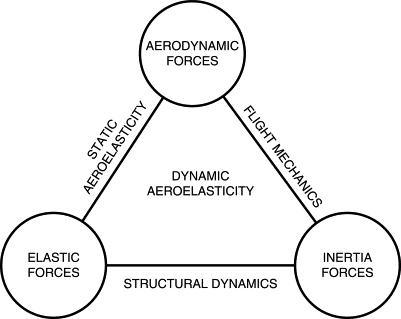 AERODYNAMIC
FORCES
STATIC
AEROELASTICITY
FLIGHT MECHANICS
DYNAMIC
AEROELASTICITY
ELASTIC
FORCES
INERTIA
FORCES
STRUCTURAL DYNAMICS